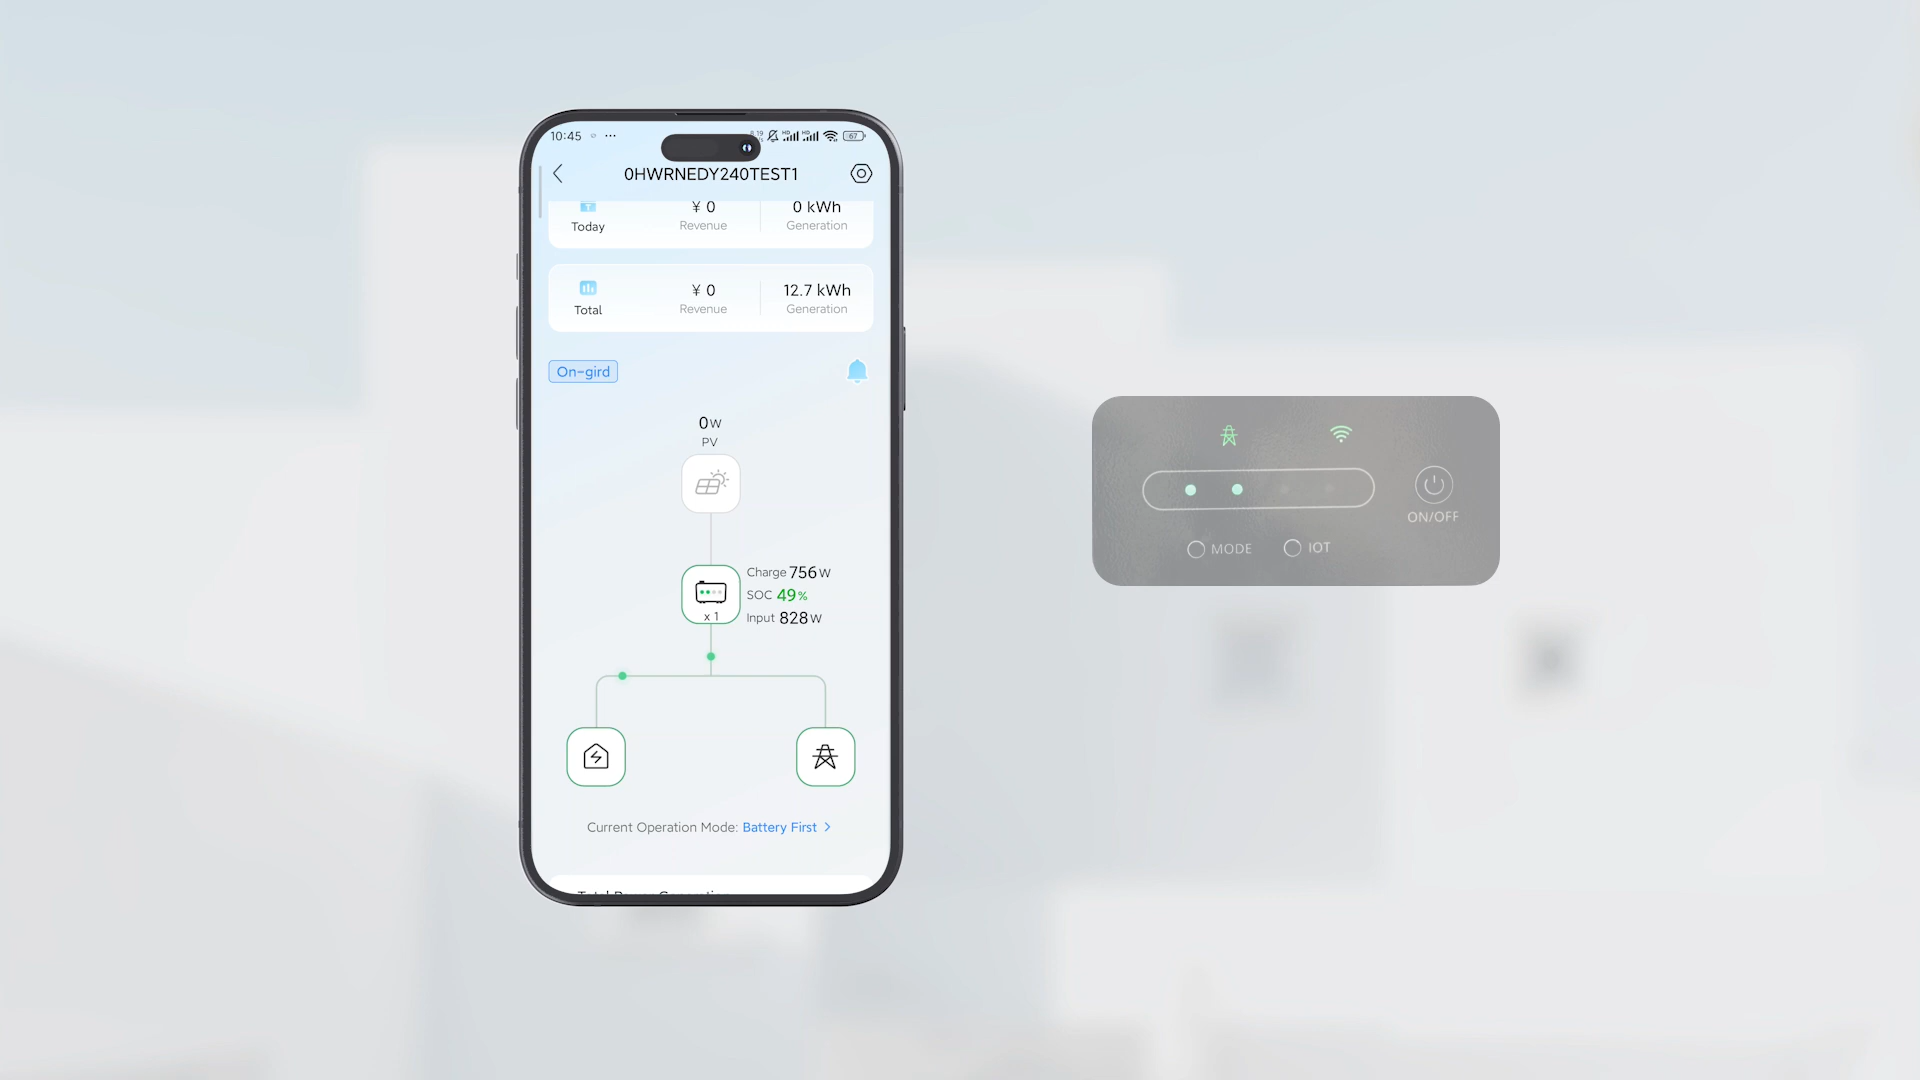 10:45
67
0HWRNEDY240TEST1
Today
¥ 0
Revenue
0 kWh
Generation
Total
¥ 0
Revenue
12.7 kWh
Generation
On-gird
0W
PV
Charge 756W
SOC 49%
Input 828W
x 1
Current Operation Mode: Battery First
ON/OFF
MODE
IOT